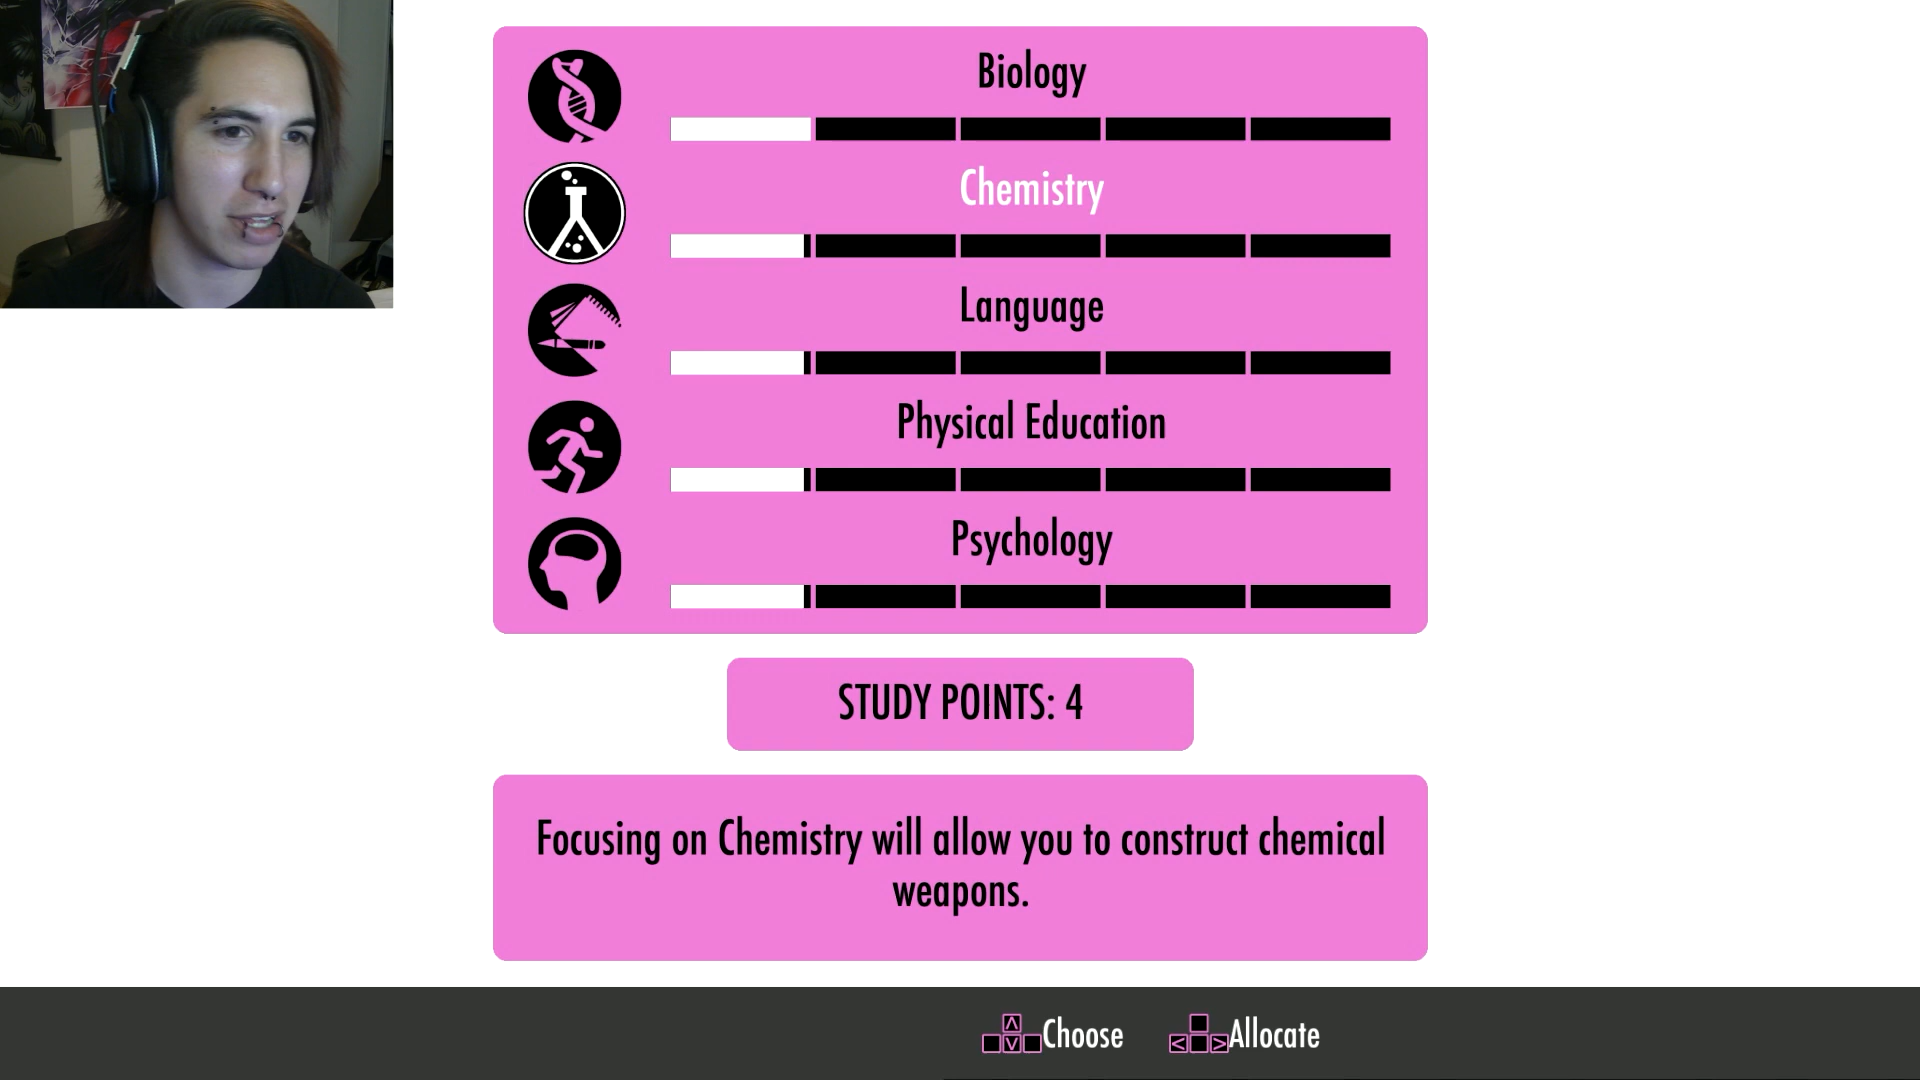 Biology
Chemistry
Language
Physical Education
Psychology
STUDY POINTS: 4
Focusing on Chemistry will allow you to construct chemical
weapons.
Choose
Allocate